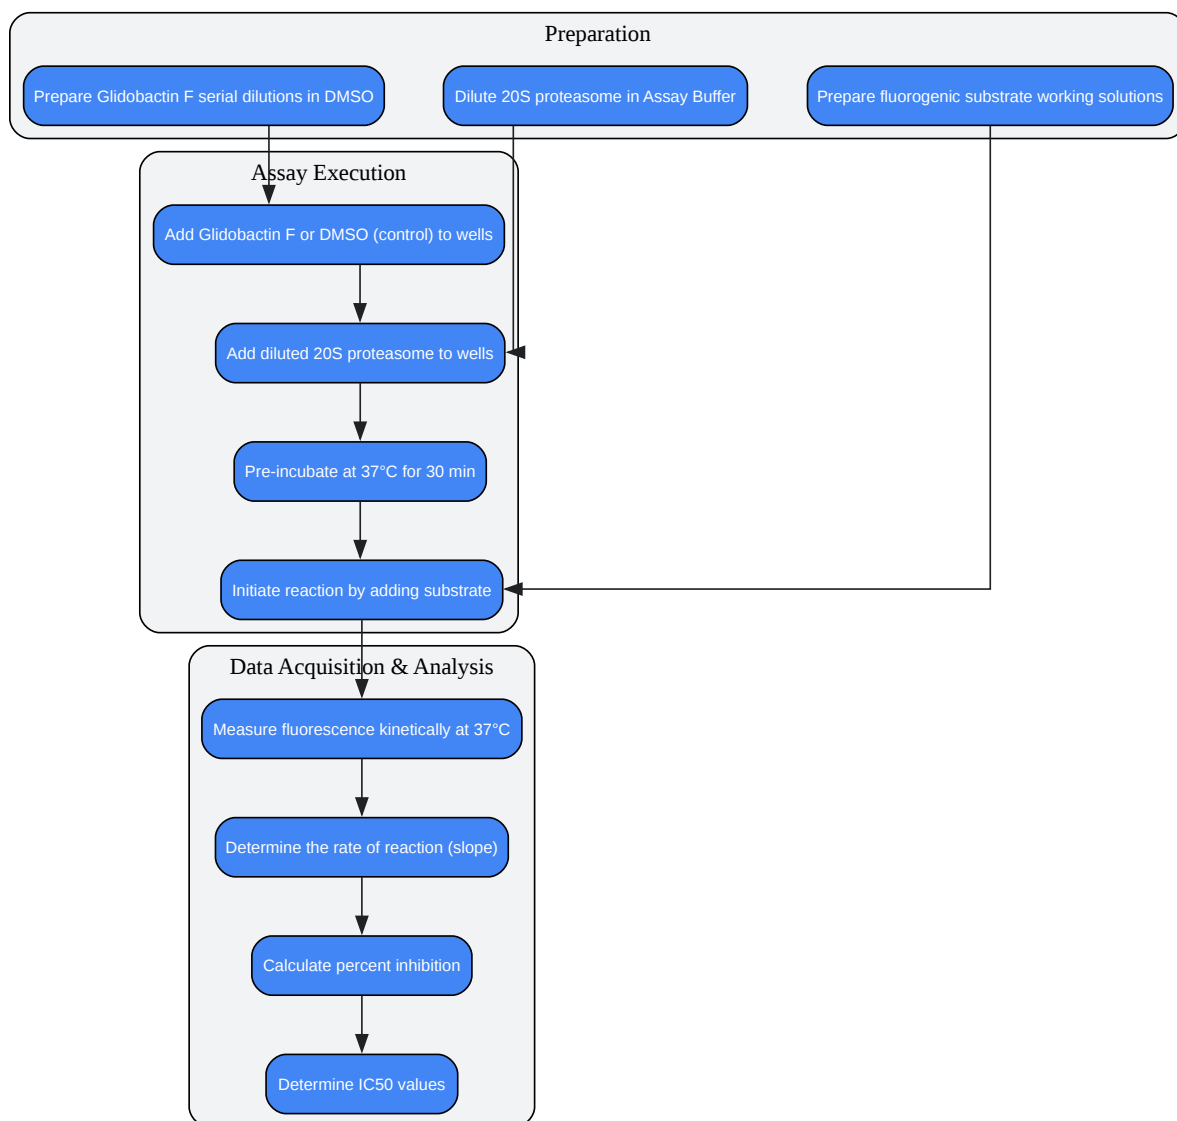 Preparation
Prepare Glidobactin F serial dilutions in DMSO
Dilute 20S proteasome in Assay Buffer
Prepare fluorogenic substrate working solutions
Assay Execution
Add Glidobactin F or DMSO (control) to wells
Add diluted 20S proteasome to wells
Pre-incubate at 37°C for 30 min
Initiate reaction by adding substrate
Data Acquisition & Analysis
Measure fluorescence kinetically at 37°C
Determine the rate of reaction (slope)
Calculate percent inhibition
Determine IC50 values